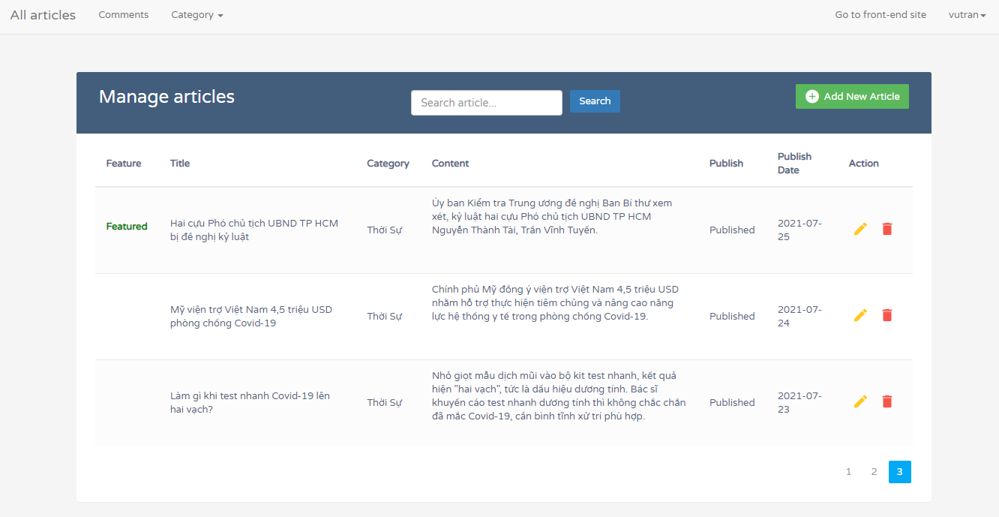 All articles Comments Category Go to front-end site vutran
Manage articles Search article... Search Add New Article
Feature Title Category Content Publish Publish Date Action
Featured
Hai cựu Phó chủ tịch UBND TP HCM
bị đề nghị kỷ luật
Thời Sự
Ủy ban Kiểm tra Trung ương đề nghị Ban Bí thư xem
xét, kỷ luật hai cựu Phó chủ tịch UBND TP HCM
Nguyễn Thành Tài, Trần Vĩnh Tuyến.
Published
2021-07-
25
Mỹ viện trợ Việt Nam 4,5 triệu USD
phòng chống Covid-19
Thời Sự
Chính phủ Mỹ đồng ý viện trợ Việt Nam 4,5 triệu USD
nhằm hỗ trợ thực hiện tiêm chủng và nâng cao năng
lực hệ thống y tế trong phòng chống Covid-19.
Published
2021-07-
24
Làm gì khi test nhanh Covid-19 lên
hai vạch?
Thời Sự
Nhỏ giọt mẫu dịch mũi vào bộ kit test nhanh, kết quả
hiện "hai vạch", tức là dấu hiệu dương tính. Bác sĩ
khuyến cáo test nhanh dương tính thì không chắc chắn
đã mắc Covid-19, cần bình tĩnh xử trí phù hợp.
Published
2021-07-
23
1 2 3